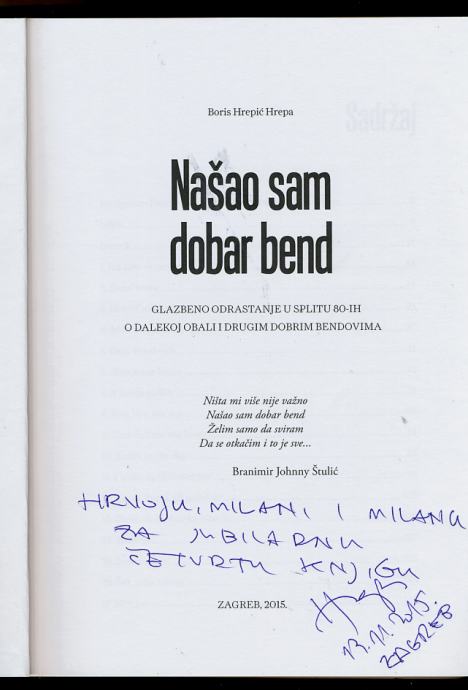 Boris Hrepić Hrepa
Našao sam
dobar bend
GLAZBENO ODRASTANJE U SPLITU 80-IH
O DALEKOJ OBALI I DRUGIM DOBRIM BENDOVIMA
Ništa mi više nije važno
Našao sam dobar bend
Želim samo da sviram
Da se otkačim i to je sve...
Branimir Johnny Štulić
HRVOJU, MILANI I MILANU
ZA JUBILARNU
ČETVRTU KNJIGU
ZAGREB, 2015.
13.11.2015.
ZAGREB
Sadržaj